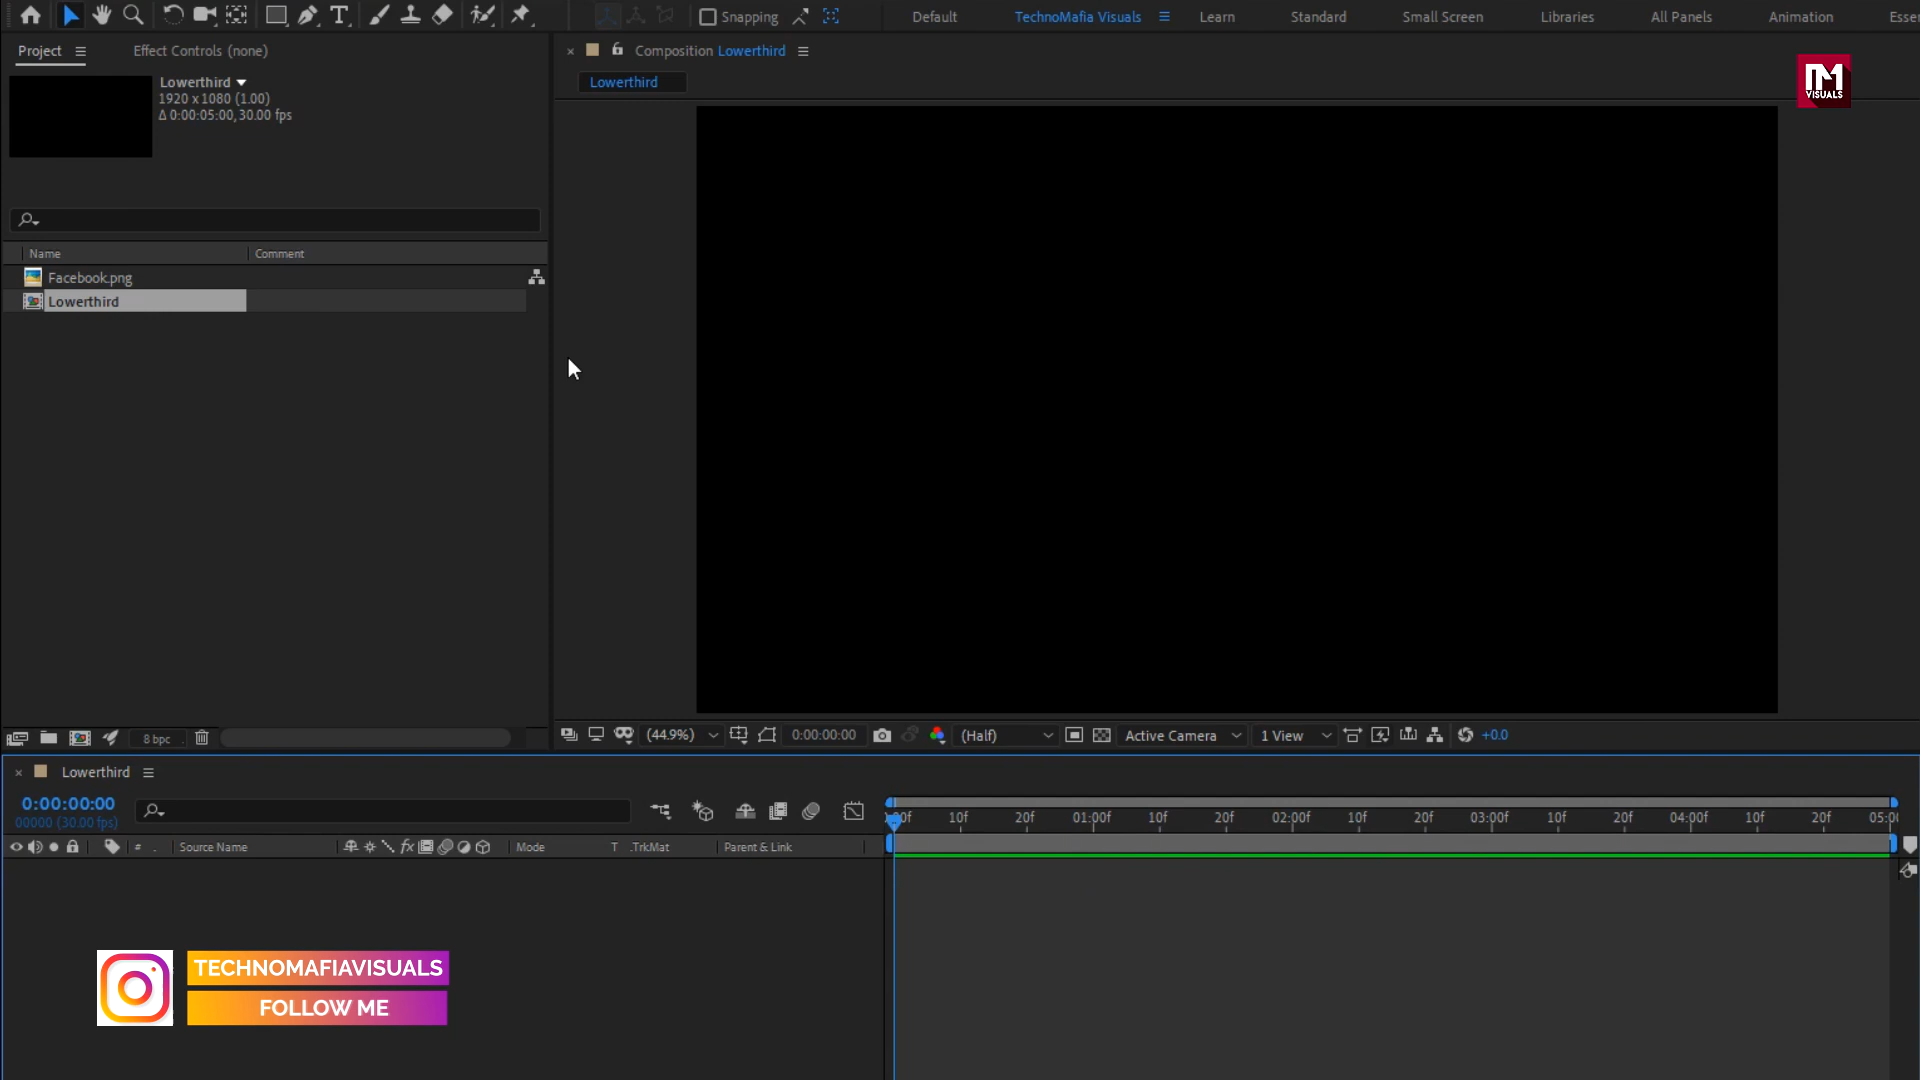 Snapping Default TechnoMafia Visuals Learn Standard Small Screen Libraries All Panels Animation
Project Effect Controls (none)
Composition Lowerthird
Lowerthird
1920 x 1080 (1.00)
Δ 0:00:05:00, 30.00 fps
Lowerthird
M
VISUALS
Name Comment
Facebook.png
Lowerthird
8 bpc
(44.9%) 0:00:00:00 (Half) Active Camera 1 View +0.0
Lowerthird
0:00:00:00
00000 (30.00 fps)
10f 20f 01:00f 10f 20f 02:00f 10f 20f 03:00f 10f 20f 04:00f 10f 20f
# Source Name Mode T .TrkMat Parent & Link
TECHNOMAFIAVISUALS
FOLLOW ME